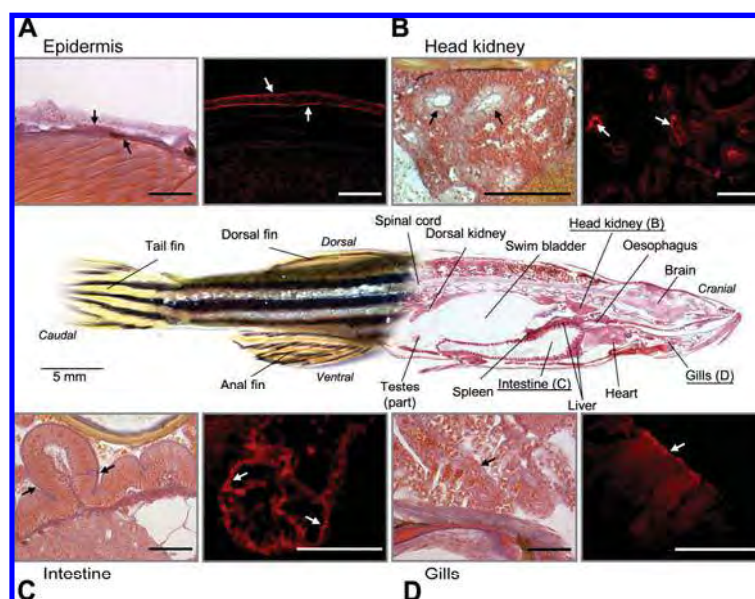 A
B
Epidermis
Head kidney
Spinal cord
Head kidney (B)
Dorsal fin
Dorsal
Dorsal kidney
Swim bladder
Oesophagus
Tail fin
Brain
Cranial
Caudal
5 mm
Anal fin
Ventral
Testes
(part)
Spleen
Intestine (C)
Liver
Heart
Gills (D)
Intestine
Gills
C
D